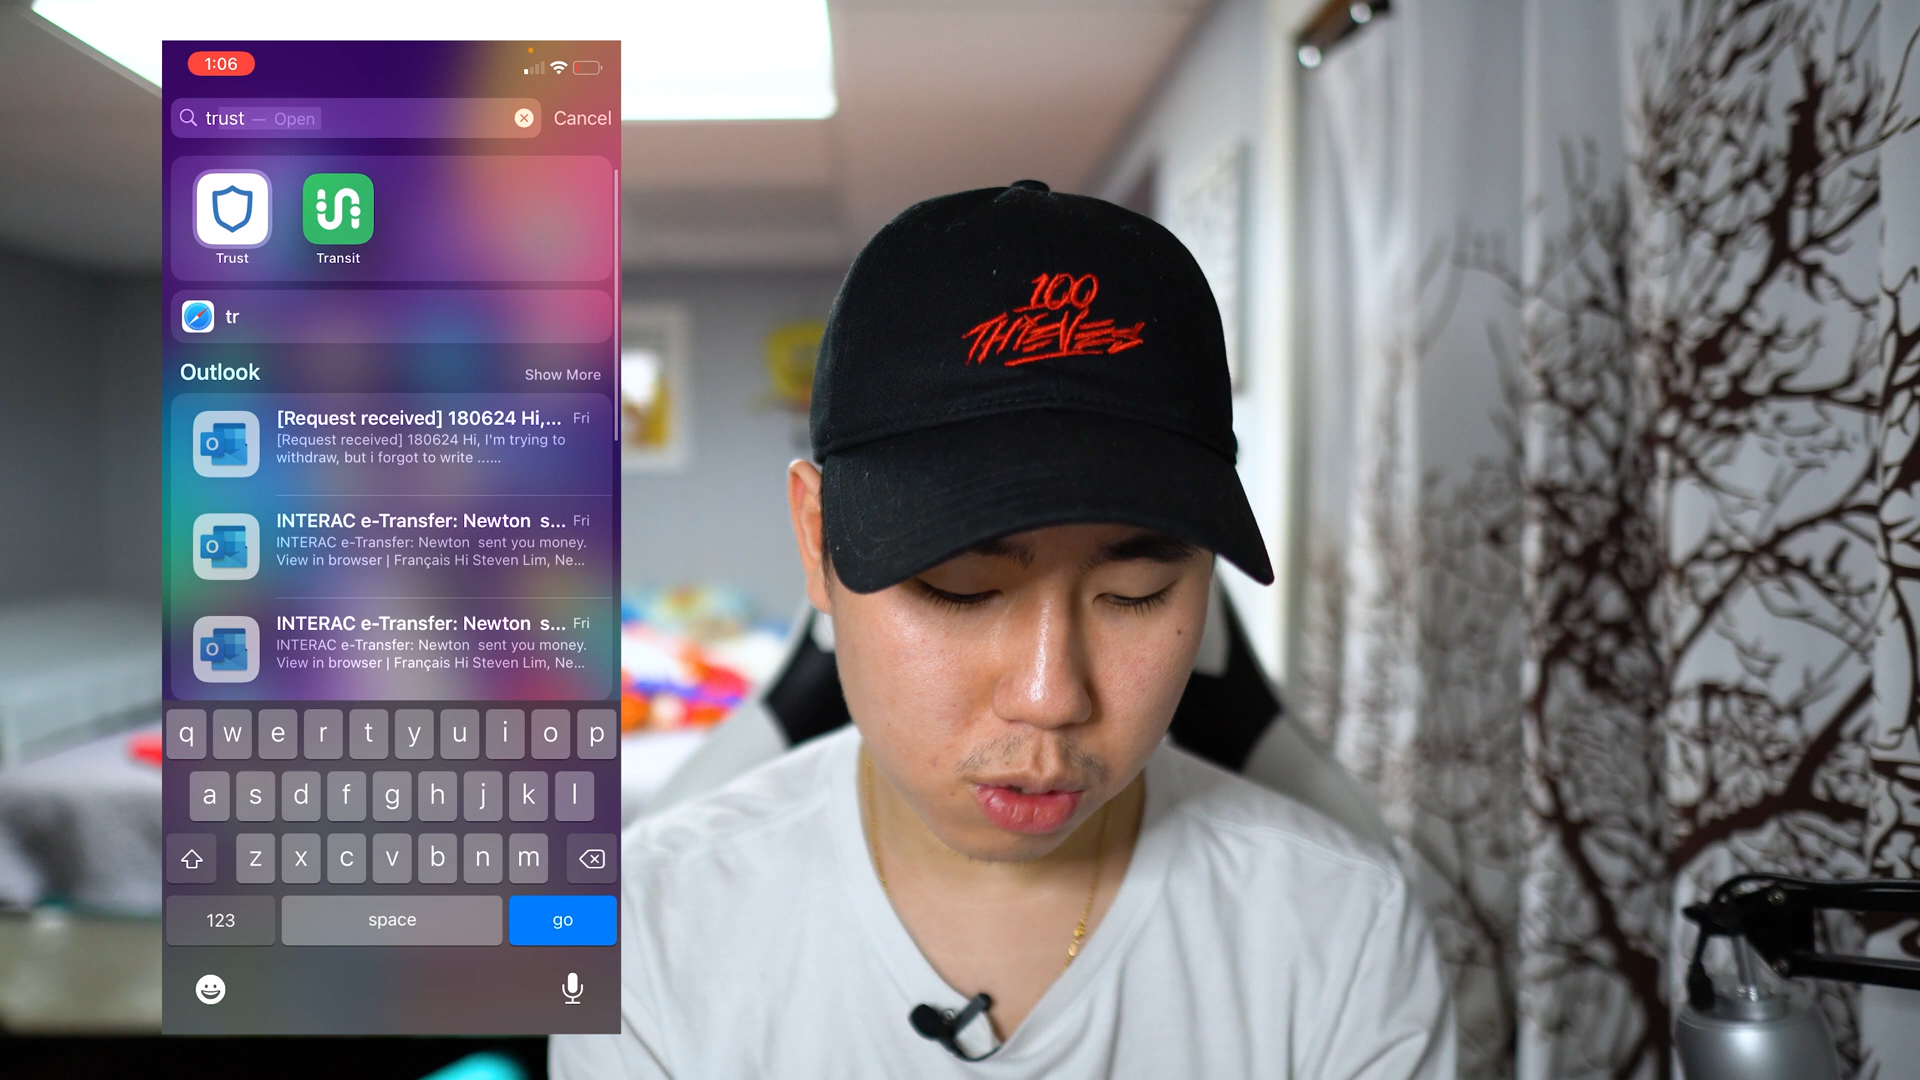 1:06
trust — Open
Cancel
Trust
Transit
tr
Outlook
Show More
[Request received] 180624 Hi,... Fri
[Request received] 180624 Hi, I'm trying to
withdraw, but i forgot to write ......
INTERAC e-Transfer: Newton s... Fri
INTERAC e-Transfer: Newton sent you money.
View in browser | Français Hi Steven Lim, Ne...
INTERAC e-Transfer: Newton s... Fri
INTERAC e-Transfer: Newton sent you money.
View in browser | Français Hi Steven Lim, Ne...
q w e r t y u i o p
a s d f g h j k l
z x c v b n m
123 space go
100
THIEVES